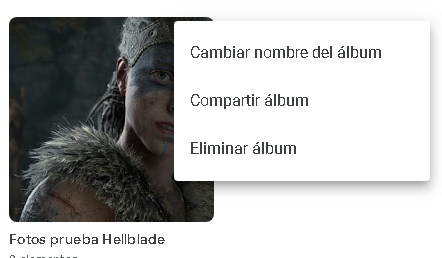 Cambiar nombre del álbum
Compartir álbum
Eliminar álbum
Fotos prueba Hellblade